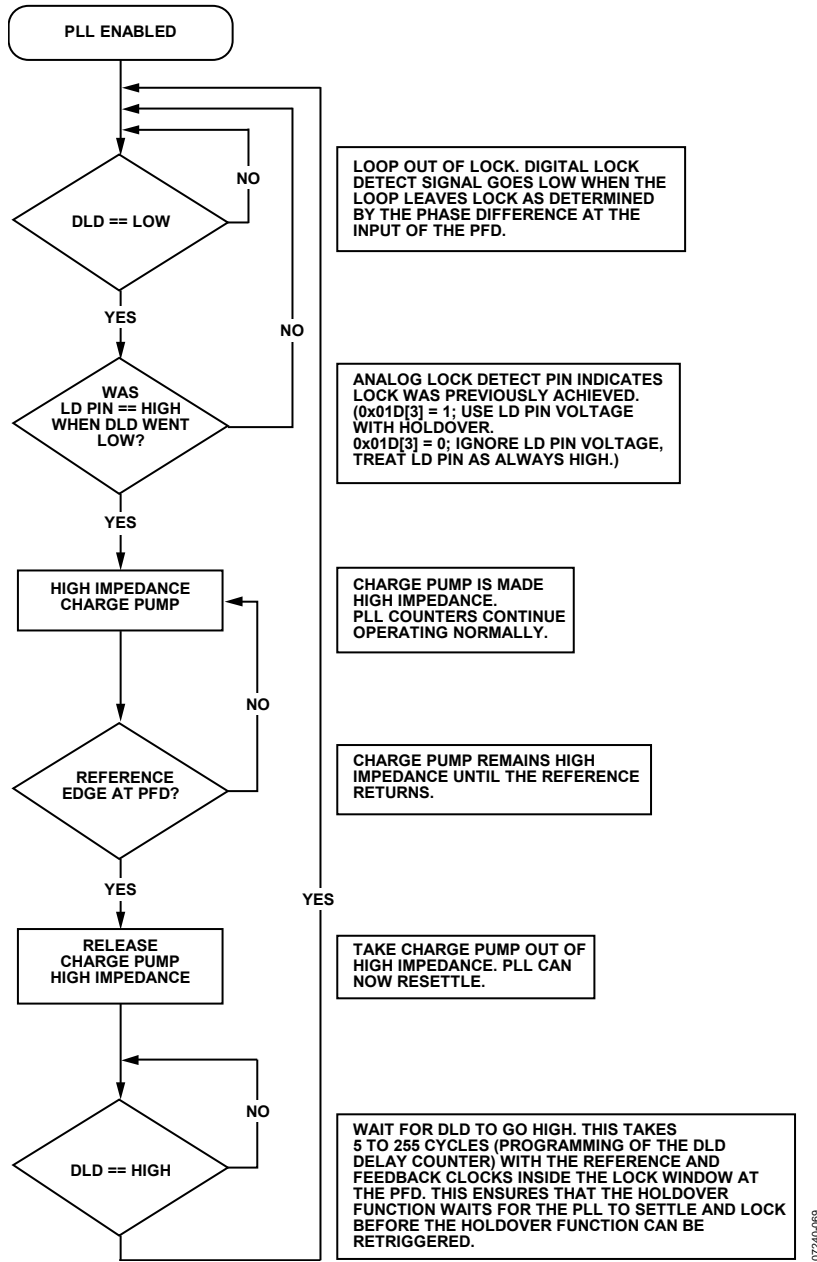 PLL ENABLED
NO
DLD == LOW
LOOP OUT OF LOCK. DIGITAL LOCK
DETECT SIGNAL GOES LOW WHEN THE
LOOP LEAVES LOCK AS DETERMINED
BY THE PHASE DIFFERENCE AT THE
INPUT OF THE PFD.
YES
NO
WAS
LD PIN == HIGH
WHEN DLD WENT
LOW?
ANALOG LOCK DETECT PIN INDICATES
LOCK WAS PREVIOUSLY ACHIEVED.
(0x01D[3] = 1; USE LD PIN VOLTAGE
WITH HOLDOVER.
0x01D[3] = 0; IGNORE LD PIN VOLTAGE,
TREAT LD PIN AS ALWAYS HIGH.)
YES
HIGH IMPEDANCE
CHARGE PUMP
CHARGE PUMP IS MADE
HIGH IMPEDANCE.
PLL COUNTERS CONTINUE
OPERATING NORMALLY.
NO
REFERENCE
EDGE AT PFD?
CHARGE PUMP REMAINS HIGH
IMPEDANCE UNTIL THE REFERENCE
RETURNS.
YES
YES
RELEASE
CHARGE PUMP
HIGH IMPEDANCE
TAKE CHARGE PUMP OUT OF
HIGH IMPEDANCE. PLL CAN
NOW RESETTLE.
NO
DLD == HIGH
WAIT FOR DLD TO GO HIGH. THIS TAKES
5 TO 255 CYCLES (PROGRAMMING OF THE DLD
DELAY COUNTER) WITH THE REFERENCE AND
FEEDBACK CLOCKS INSIDE THE LOCK WINDOW AT
THE PFD. THIS ENSURES THAT THE HOLDOVER
FUNCTION WAITS FOR THE PLL TO SETTLE AND LOCK
BEFORE THE HOLDOVER FUNCTION CAN BE
RETRIGGERED.
07240-069